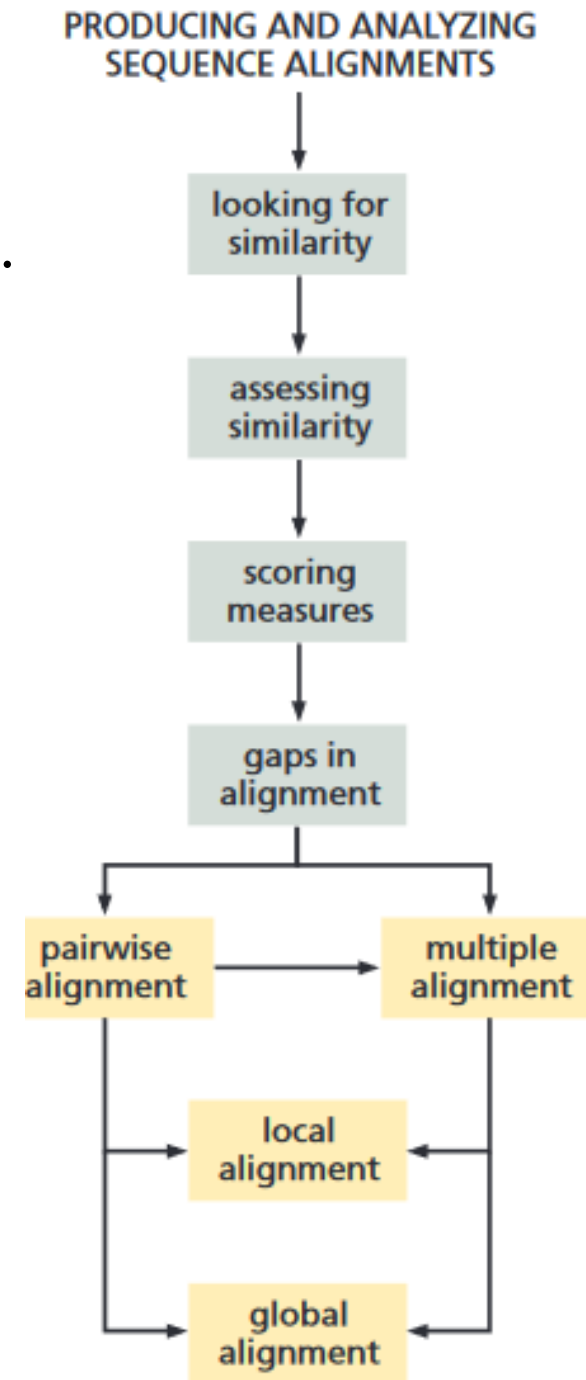 PRODUCING AND ANALYZING
SEQUENCE ALIGNMENTS
looking for
similarity
.
assessing
similarity
scoring
measures
gaps in
alignment
pairwise
alignment
multiple
alignment
local
alignment
global
alignment